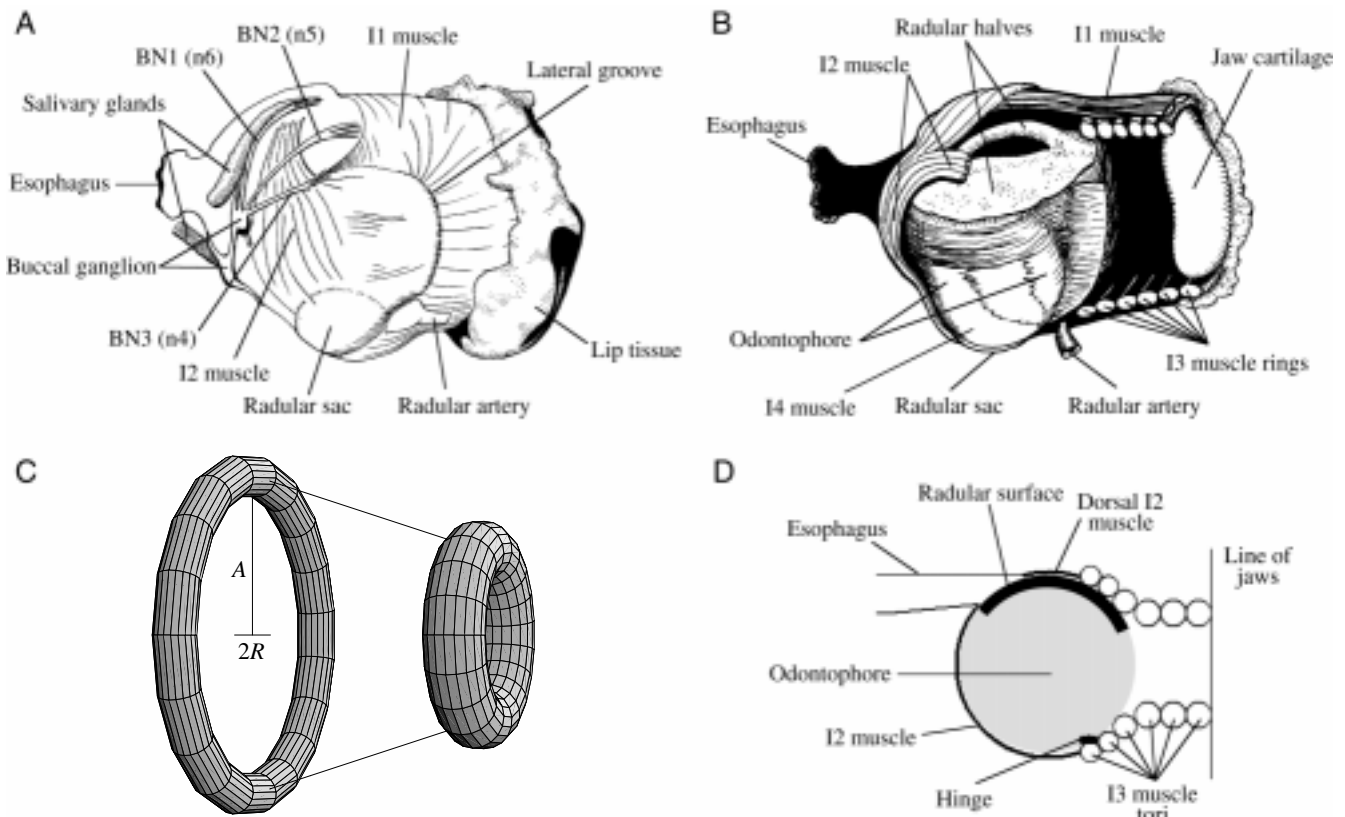 A
BN2 (n5)
I1 muscle
BN1 (n6)
Lateral groove
Salivary glands
Esophagus
Buccal ganglion
BN3 (n4)
I2 muscle
Radular sac
Radular artery
Lip tissue
B
Radular halves
I1 muscle
I2 muscle
Jaw cartilage
Esophagus
Odontophore
I4 muscle
Radular sac
Radular artery
I3 muscle rings
C
A
2R
D
Radular surface
Dorsal I2
muscle
Esophagus
Line of
jaws
Odontophore
I2 muscle
Hinge
I3 muscle
tori